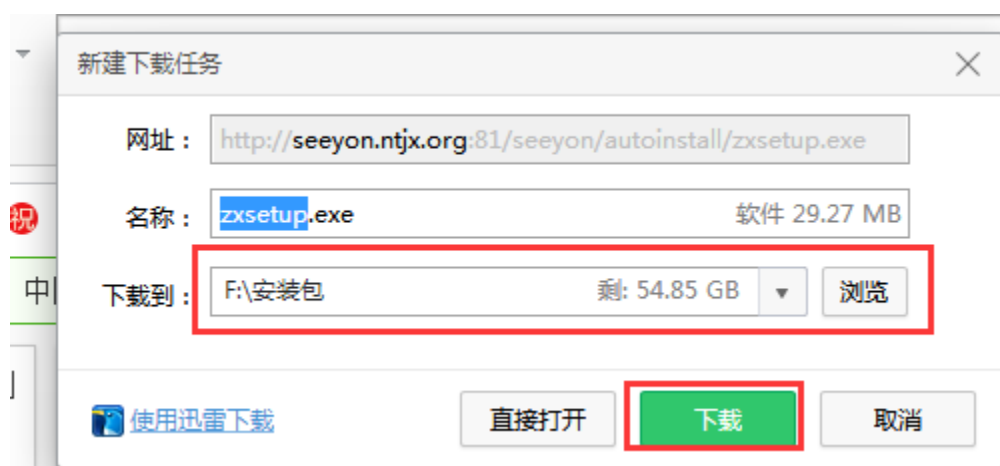 新建下载任务
网址： http://seeyon.ntjx.org:81/seeyon/autoinstall/zxsetup.exe
祝
名称： zxsetup.exe 软件 29.27 MB
中
下载到： F:\安装包 剩: 54.85 GB 浏览
使用迅雷下载 直接打开 下载 取消